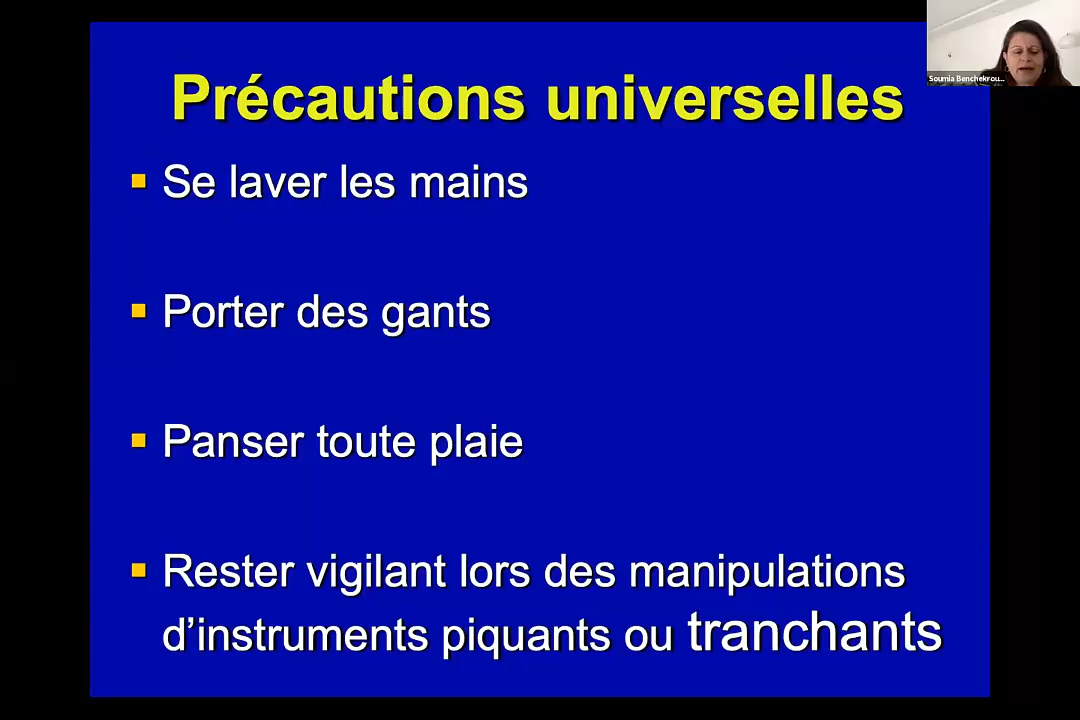 Soumia Benchekrou...
Précautions universelles
Se laver les mains
Porter des gants
Panser toute plaie
Rester vigilant lors des manipulations
d’instruments piquants ou tranchants